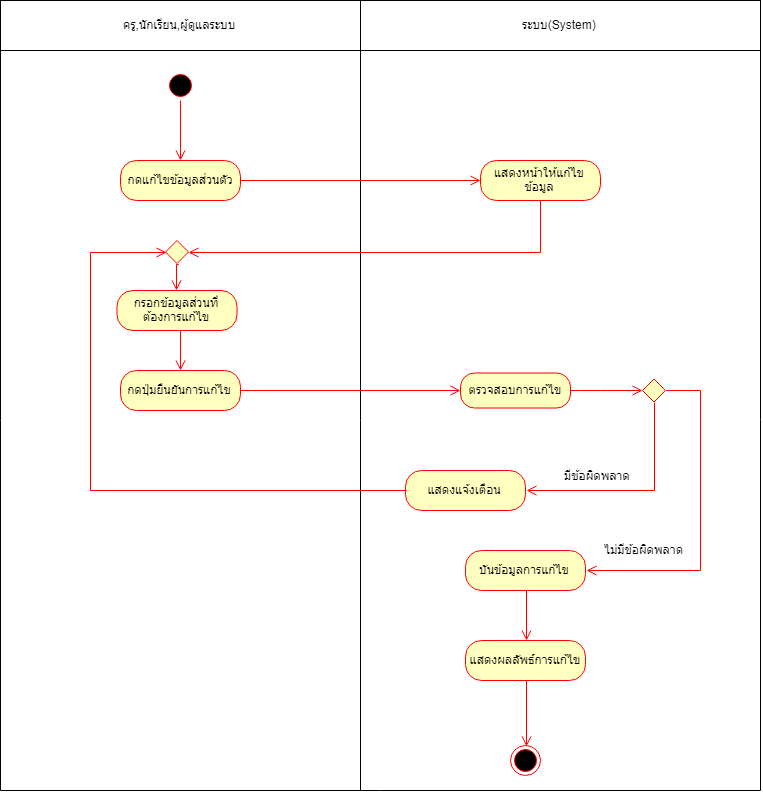 ครู,นักเรียน,ผู้ดูแลระบบ
ระบบ(System)
กดแก้ไขข้อมูลส่วนตัว
แสดงหน้าให้แก้ไข
ข้อมูล
กรอกข้อมูลส่วนที่
ต้องการแก้ไข
กดปุ่มยืนยันการแก้ไข
ตรวจสอบการแก้ไข
มีข้อผิดพลาด
แสดงแจ้งเตือน
ไม่มีข้อผิดพลาด
บันข้อมูลการแก้ไข
แสดงผลลัพธ์การแก้ไข